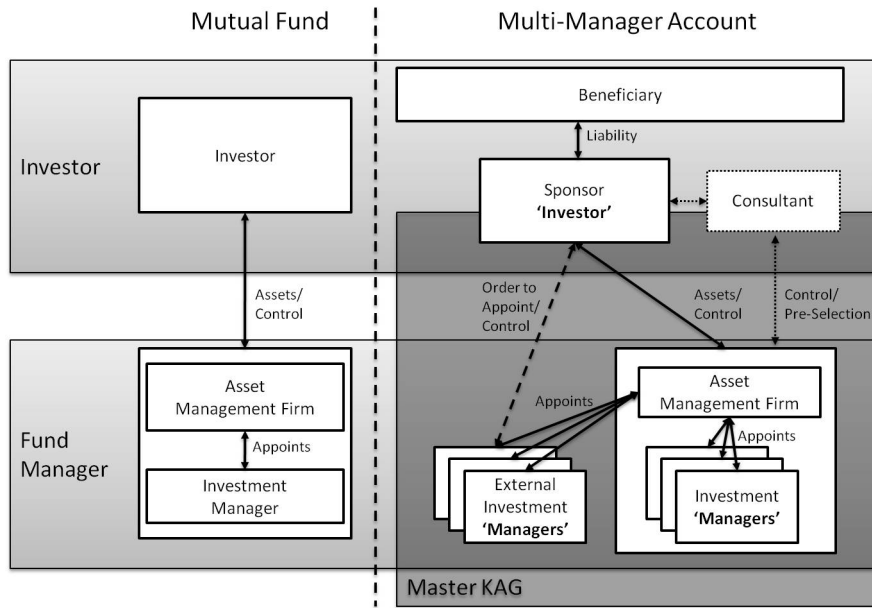 Mutual Fund
Multi-Manager Account
Beneficiary
Liability
Investor
Investor
Sponsor
'Investor'
Consultant
Assets/
Control
Order to
Appoint/
Control
Assets/
Control
Control/
Pre-Selection
Fund
Manager
Asset
Management Firm
Appoints
Investment
Manager
Appoints
Asset
Management Firm
Appoints
External
Investment
'Managers'
Investment
'Managers'
Master KAG